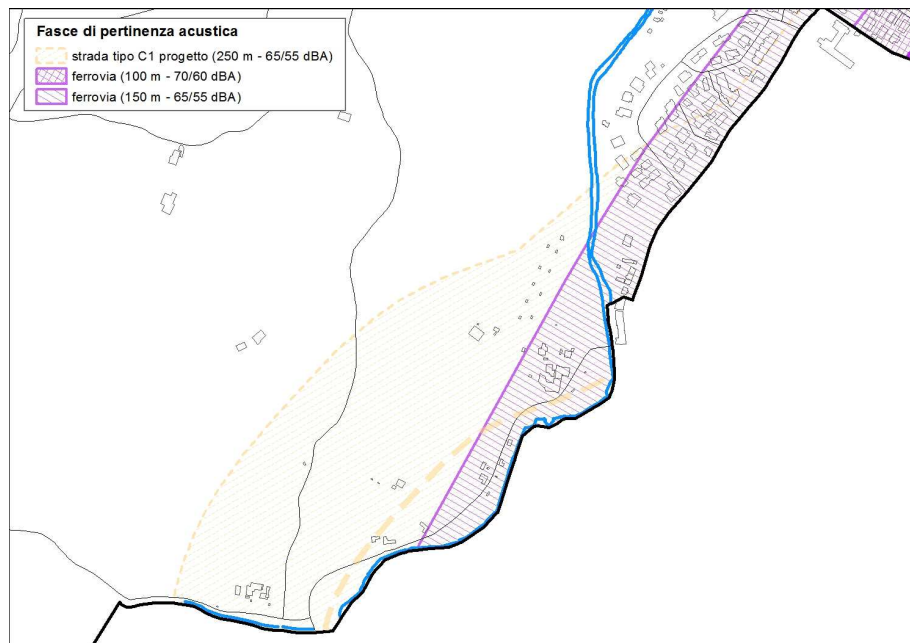 Fasce di pertinenza acustica
strada tipo C1 progetto (250 m - 65/55 dBA)
ferrovia (100 m - 70/60 dBA)
ferrovia (150 m - 65/55 dBA)